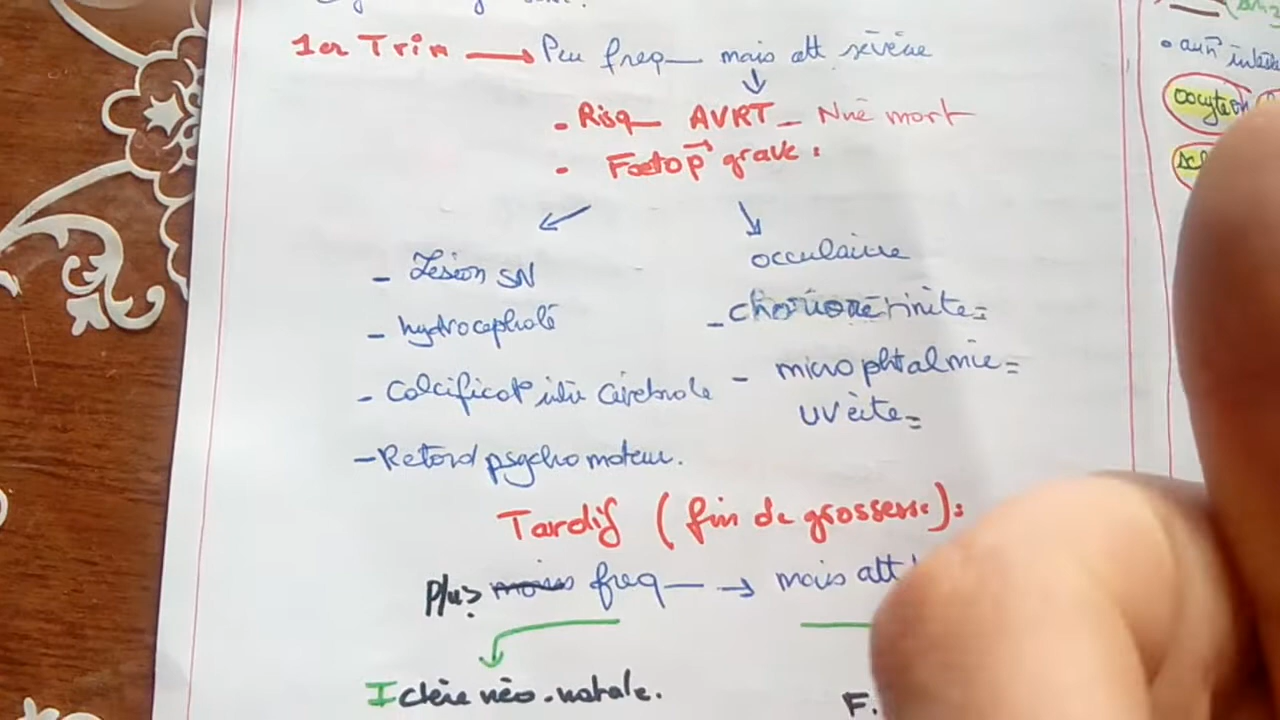 1er Trim → Peu freq mais att sévère
- Risq AVRT - Nné mort
- Foetop grave :
- Lésion SN
- hydrocephalé
- Calcificat° intra Cérébrale
- Retard psychomoteur.
occulaire
- choriorétinite =
- microphtalmie =
uvéite =
Tardif (fin de grossesse) :
Plus freq → mais att
Ictère néo-natale.
F.
oocyte